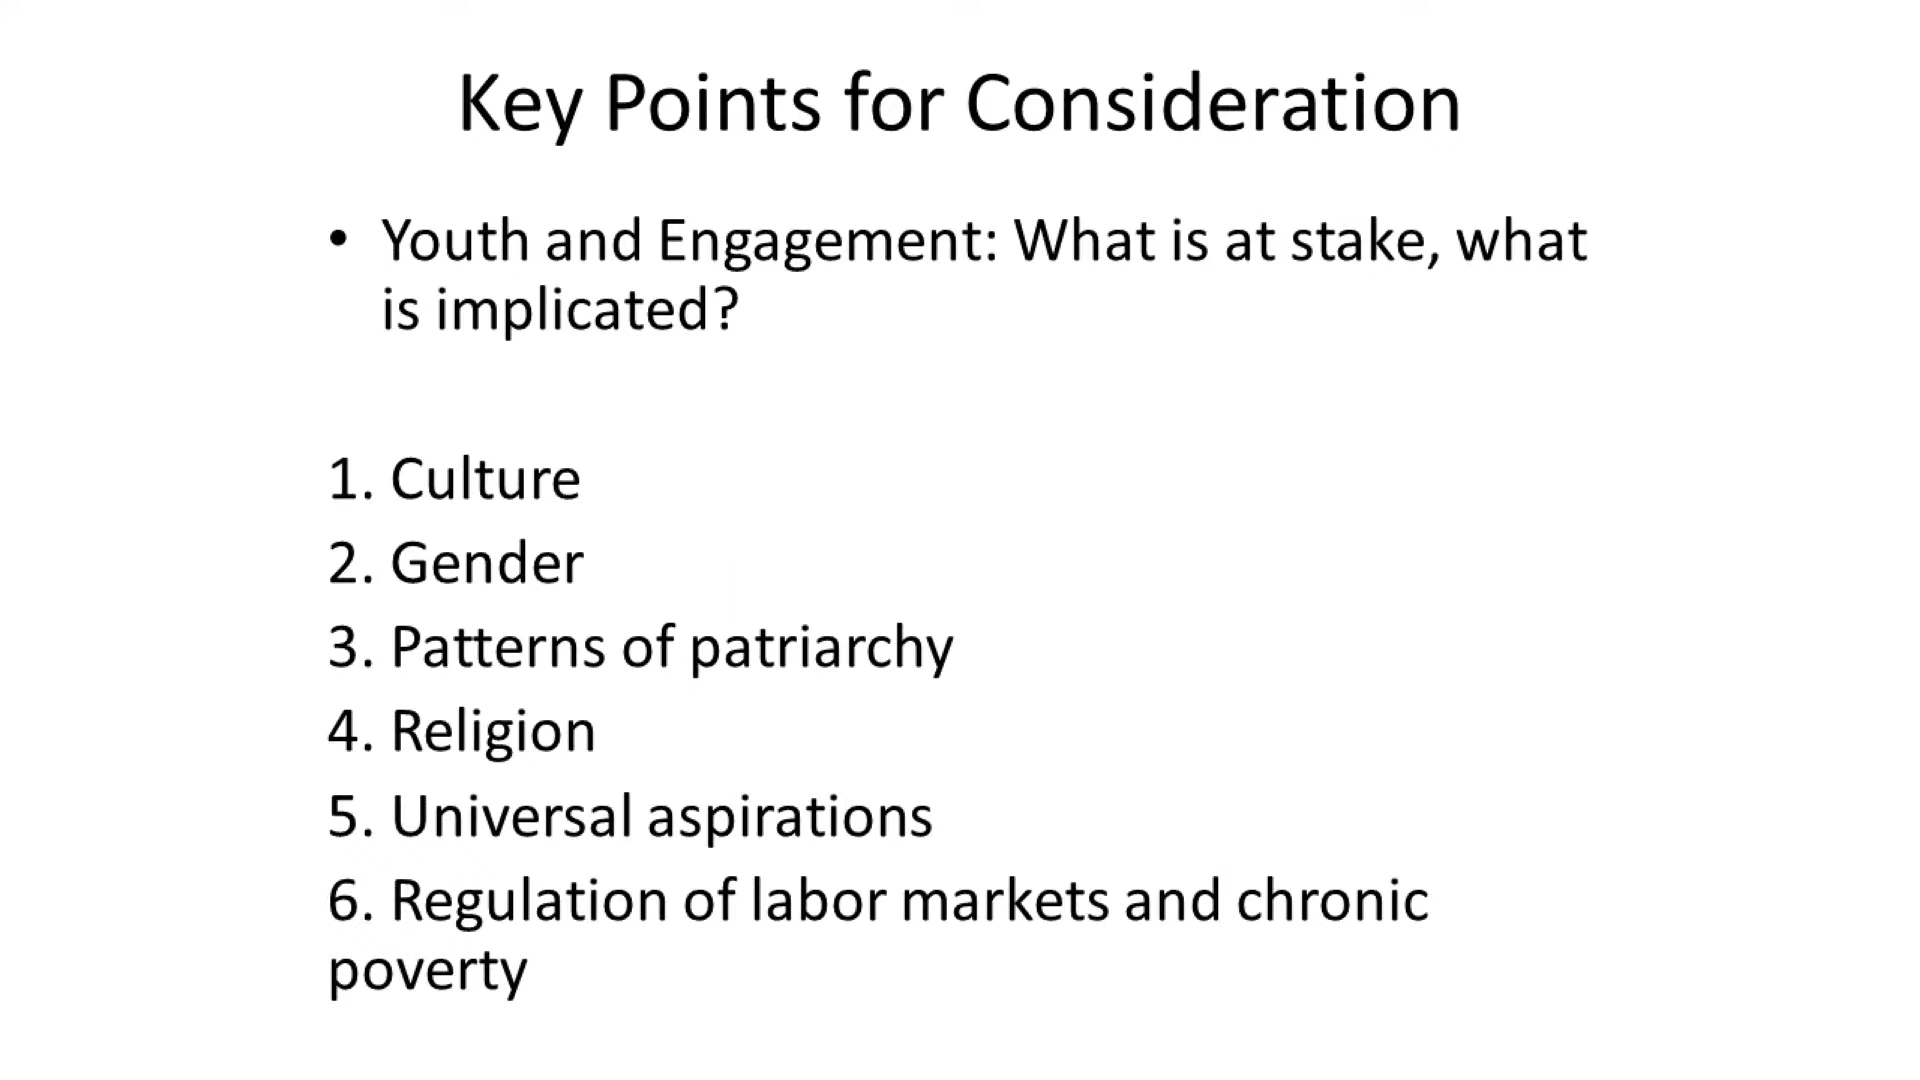 Key Points for Consideration
• Youth and Engagement: What is at stake, what
is implicated?
1. Culture
2. Gender
3. Patterns of patriarchy
4. Religion
5. Universal aspirations
6. Regulation of labor markets and chronic
poverty